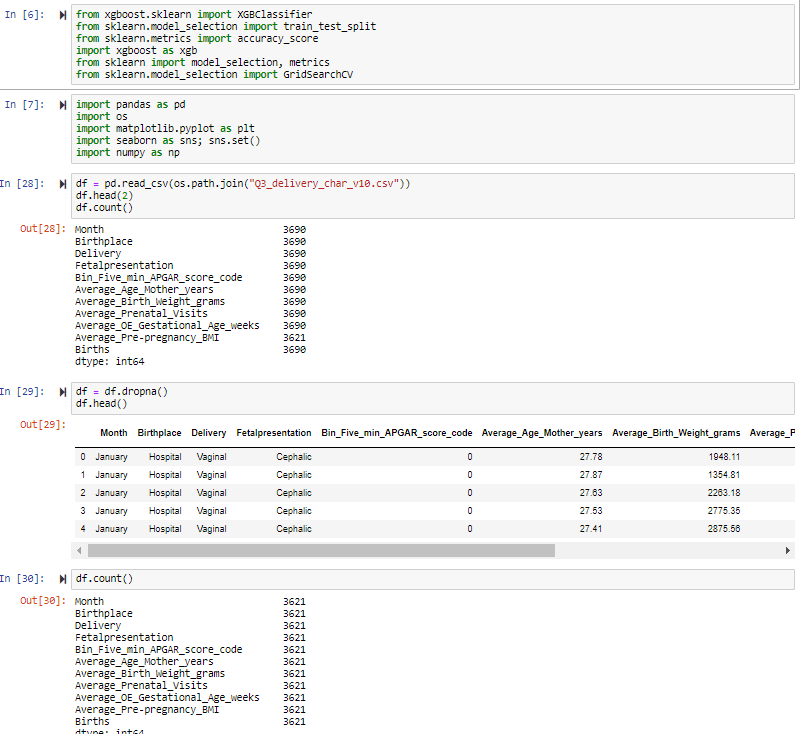 In [6]:
from xgboost.sklearn import XGBClassifier
from sklearn.model_selection import train_test_split
from sklearn.metrics import accuracy_score
import xgboost as xgb
from sklearn import model_selection, metrics
from sklearn.model_selection import GridSearchCV
In [7]:
import pandas as pd
import os
import matplotlib.pyplot as plt
import seaborn as sns; sns.set()
import numpy as np
In [28]:
df = pd.read_csv(os.path.join("Q3_delivery_char_v10.csv"))
df.head(2)
df.count()
Out[28]:
Month 3690
Birthplace 3690
Delivery 3690
Fetalpresentation 3690
Bin_Five_min_APGAR_score_code 3690
Average_Age_Mother_years 3690
Average_Birth_Weight_grams 3690
Average_Prenatal_Visits 3690
Average_OE_Gestational_Age_weeks 3690
Average_Pre-pregnancy_BMI 3621
Births 3690
dtype: int64
In [29]:
df = df.dropna()
df.head()
Out[29]:
Month Birthplace Delivery Fetalpresentation Bin_Five_min_APGAR_score_code Average_Age_Mother_years Average_Birth_Weight_grams Average_P
0 January Hospital Vaginal Cephalic 0 27.78 1948.11
1 January Hospital Vaginal Cephalic 0 27.87 1354.81
2 January Hospital Vaginal Cephalic 0 27.63 2263.18
3 January Hospital Vaginal Cephalic 0 27.53 2775.35
4 January Hospital Vaginal Cephalic 0 27.41 2875.56
In [30]:
df.count()
Out[30]:
Month 3621
Birthplace 3621
Delivery 3621
Fetalpresentation 3621
Bin_Five_min_APGAR_score_code 3621
Average_Age_Mother_years 3621
Average_Birth_Weight_grams 3621
Average_Prenatal_Visits 3621
Average_OE_Gestational_Age_weeks 3621
Average_Pre-pregnancy_BMI 3621
Births 3621
dtype: int64